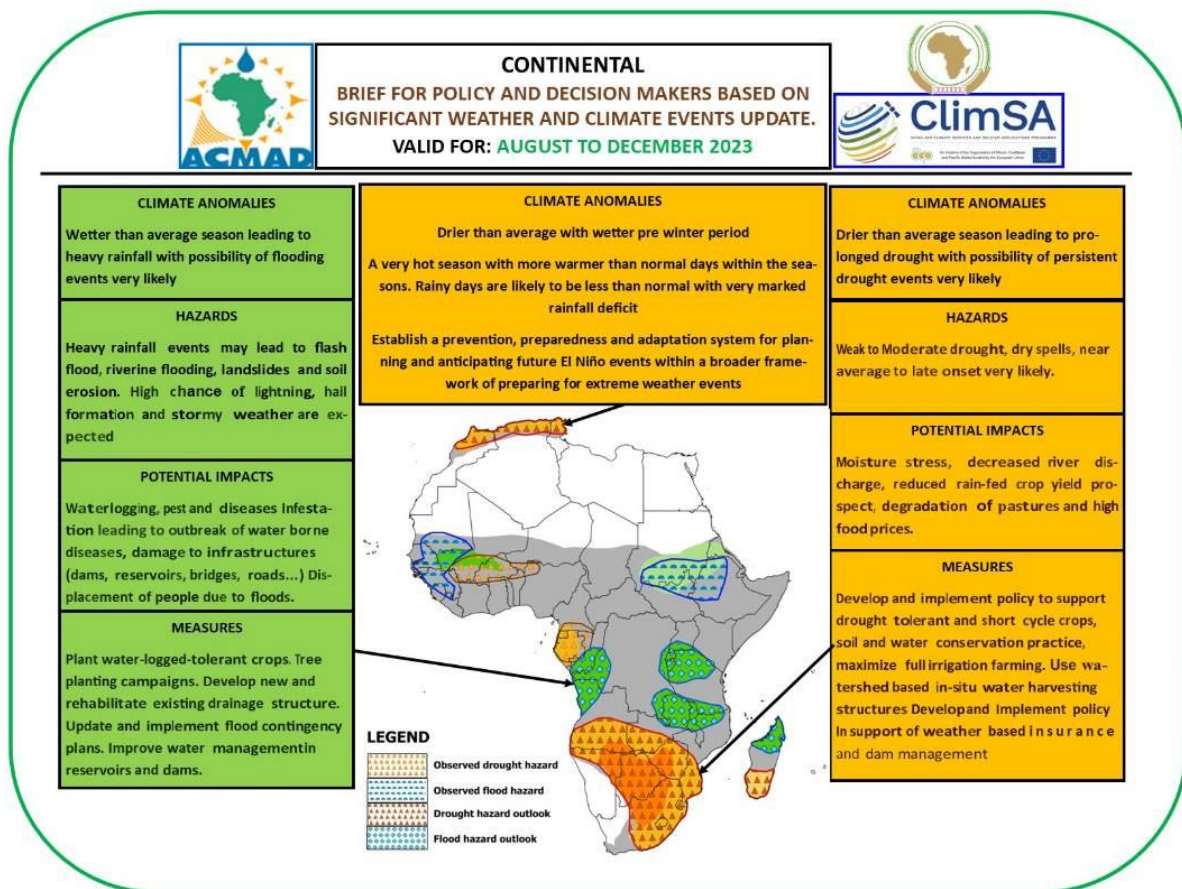 ACMAD
CONTINENTAL
BRIEF FOR POLICY AND DECISION MAKERS BASED ON
SIGNIFICANT WEATHER AND CLIMATE EVENTS UPDATE.
VALID FOR: AUGUST TO DECEMBER 2023
ClimSA
CLIMATE ANOMALIES
Wetter than average season leading to
heavy rainfall with possibility of flooding
events very likely
HAZARDS
Heavy rainfall events may lead to flash
flood, riverine flooding, landslides and soil
erosion. High chance of lightning, hail
formation and stormy weather are ex-
pected
POTENTIAL IMPACTS
Waterlogging, pest and diseases Infesta-
tion leading to outbreak of water borne
diseases, damage to infrastructures
(dams, reservoirs, bridges, roads...) Dis-
placement of people due to floods.
MEASURES
Plant water-logged-tolerant crops. Tree
planting campaigns. Develop new and
rehabilitate existing drainage structure.
Update and implement flood contingency
plans. Improve water managementin
reservoirs and dams.
CLIMATE ANOMALIES
Drier than average with wetter pre winter period
A very hot season with more warmer than normal days within the sea-
sons. Rainy days are likely to be less than normal with very marked
rainfall deficit
Establish a prevention, preparedness and adaptation system for plan-
ning and anticipating future El Niño events within a broader frame-
work of preparing for extreme weather events
CLIMATE ANOMALIES
Drier than average season leading to pro-
longed drought with possibility of persistent
drought events very likely
HAZARDS
Weak to Moderate drought, dry spells, near
average to late onset very likely.
POTENTIAL IMPACTS
Moisture stress, decreased river dis-
charge, reduced rain-fed crop yield pro-
spect, degradation of pastures and high
food prices.
MEASURES
Develop and implement policy to support
drought tolerant and short cycle crops,
soil and water conservation practice,
maximize full irrigation farming. Use wa-
tershed based in-situ water harvesting
structures Developand Implement policy
In support of weather based insurance
and dam management
LEGEND
Observed drought hazard
Observed flood hazard
Drought hazard outlook
Flood hazard outlook